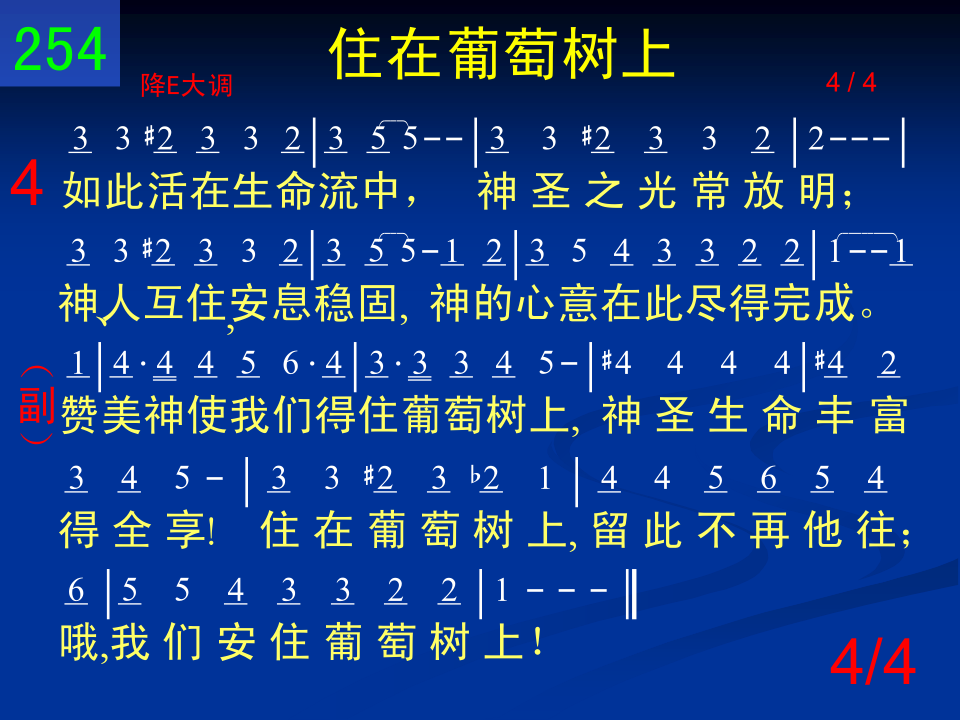 254
住在葡萄树上
降E大调
4 / 4
3 3 #2 3 3 2|3 5 5--|3 3 #2 3 3 2|2---|
4
如此活在生命流中， 神圣之光常放明；
3 3 #2 3 3 2|3 5 5-1 2|3 5 4 3 3 2 2|1--1
神、人互住,安息稳固, 神的心意在此尽得完成。
1|4·4 4 5 6·4|3·3 3 4 5-|#4 4 4 4|#4 2
（副）
赞美神使我们得住葡萄树上, 神圣生命丰富
3 4 5 -| 3 3 #2 3 ♭2 1 |4 4 5 6 5 4
得全享! 住在葡萄树上, 留此不再他往；
6|5 5 4 3 3 2 2|1 - - -‖
哦,我们安住葡萄树上！
4/4